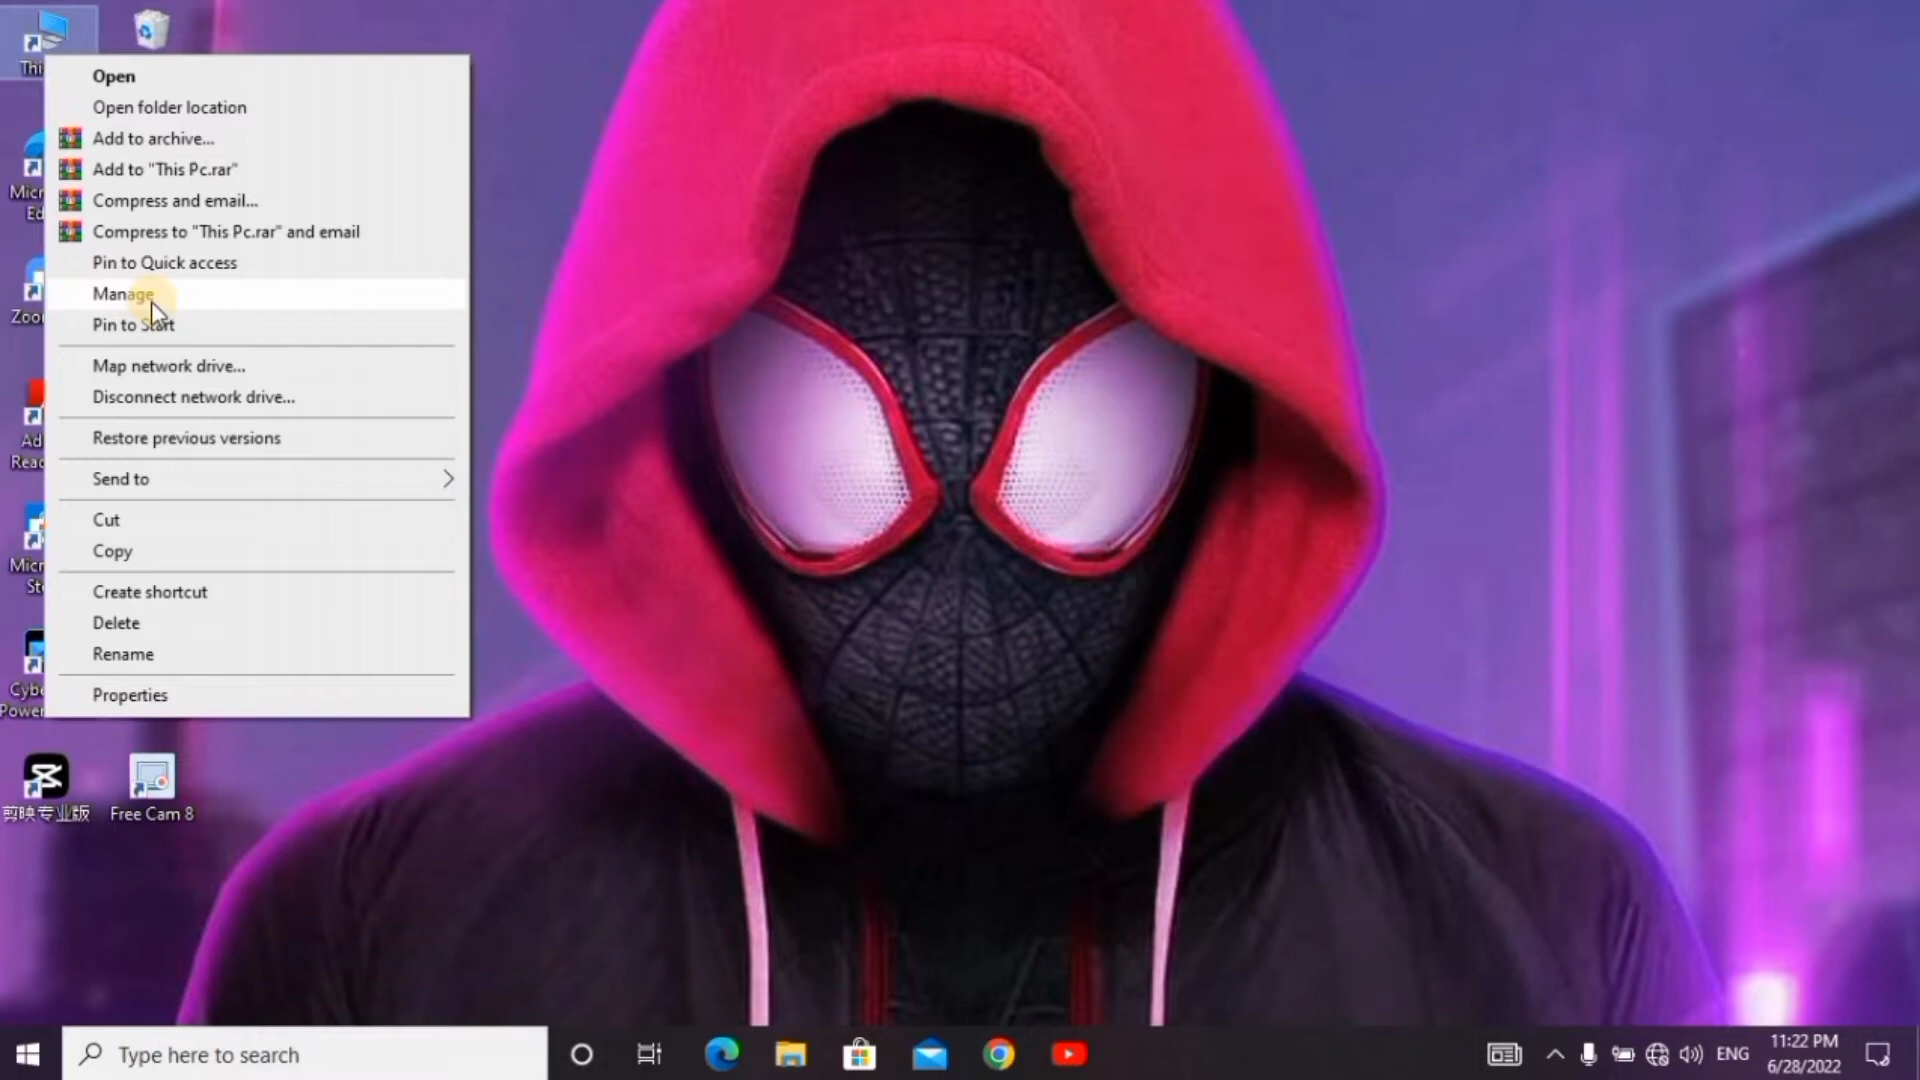 Thi
Open
Open folder location
Add to archive...
Add to "This Pc.rar"
Compress and email...
Compress to "This Pc.rar" and email
Pin to Quick access
Manage
Pin to Start
Map network drive...
Disconnect network drive...
Restore previous versions
Send to
Cut
Copy
Create shortcut
Delete
Rename
Properties
Micr
Ed
Zoo
Ad
Reac
Micr
St
Cybe
Power
剪映专业版
Free Cam 8
Type here to search
ENG
11:22 PM
6/28/2022